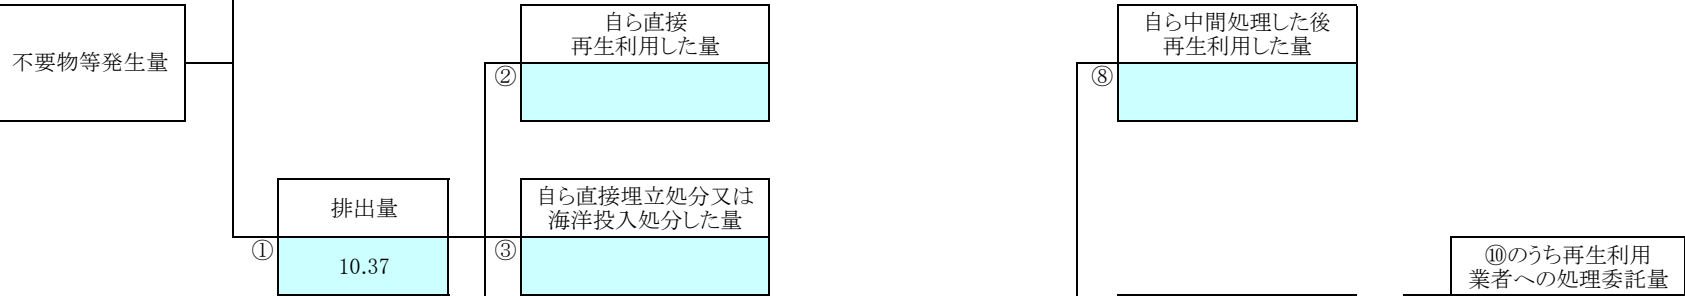 不要物等発生量
自ら直接
再生利用した量
②
自ら中間処理した後
再生利用した量
⑧
排出量
①
10.37
自ら直接埋立処分又は
海洋投入処分した量
③
⑩のうち再生利用
業者への処理委託量